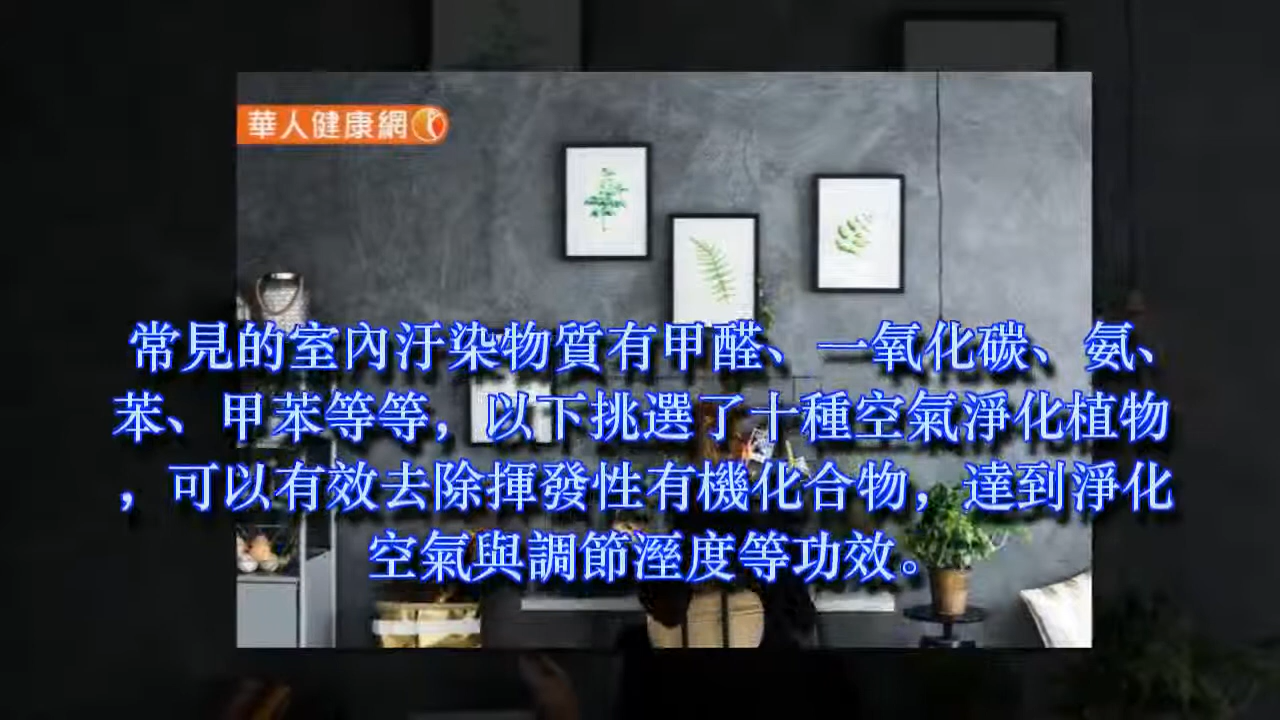 華人健康網
常見的室內汙染物質有甲醛、一氧化碳、氨、
苯、甲苯等等，以下挑選了十種空氣淨化植物
，可以有效去除揮發性有機化合物，達到淨化
空氣與調節溼度等功效。